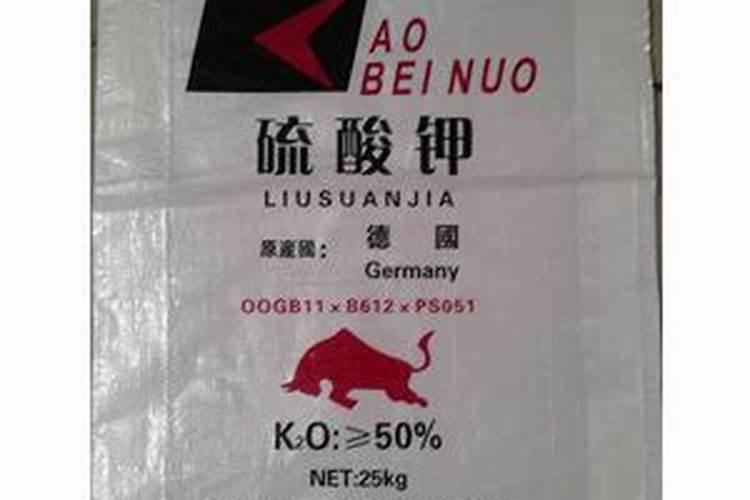 AO
BEI NUO
硫酸钾
LIUSUANJIA
原產國: 德國
Germany
OOGB11×B612×PS051
K₂O:≥50%
NET:25kg